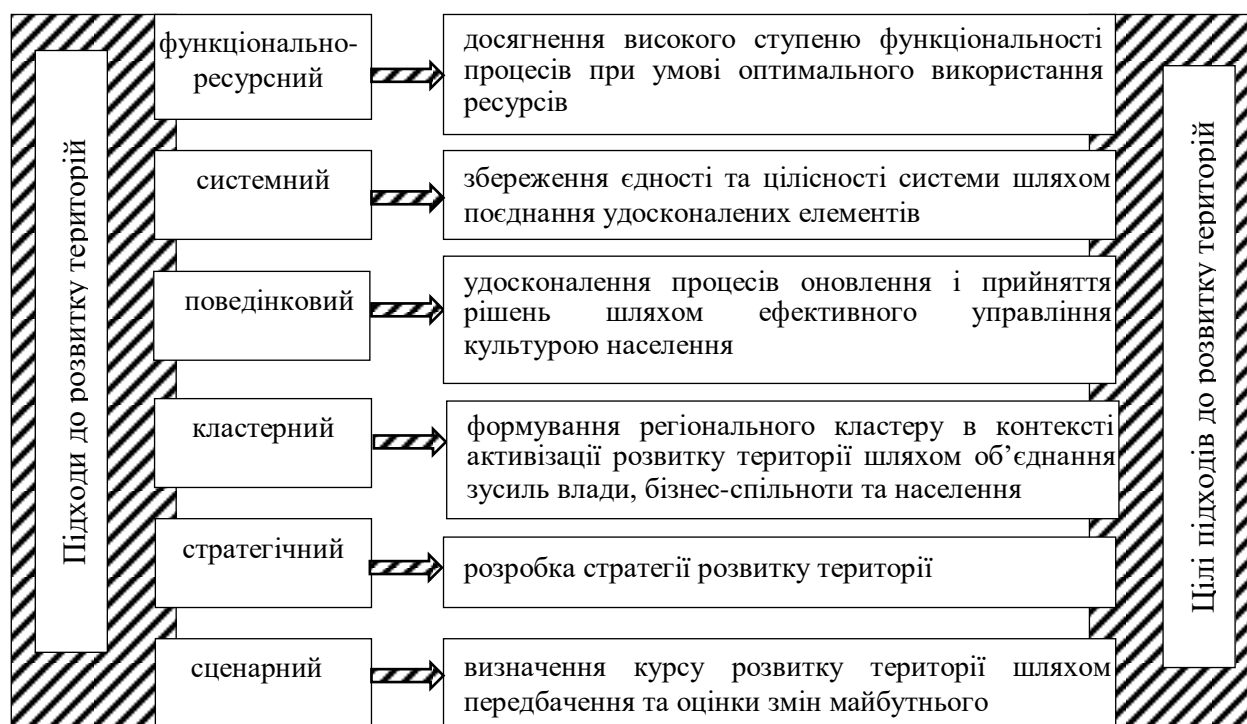 Підходи до розвитку територій
функціонально-
ресурсний
досягнення високого ступеню функціональності
процесів при умові оптимального використання
ресурсів
системний
збереження єдності та цілісності системи шляхом
поєднання удосконалених елементів
поведінковий
удосконалення процесів оновлення і прийняття
рішень шляхом ефективного управління
культурою населення
кластерний
формування регіонального кластеру в контексті
активізації розвитку території шляхом об’єднання
зусиль влади, бізнес-спільноти та населення
стратегічний
розробка стратегії розвитку території
сценарний
визначення курсу розвитку території шляхом
передбачення та оцінки змін майбутнього
Цілі підходів до розвитку територій